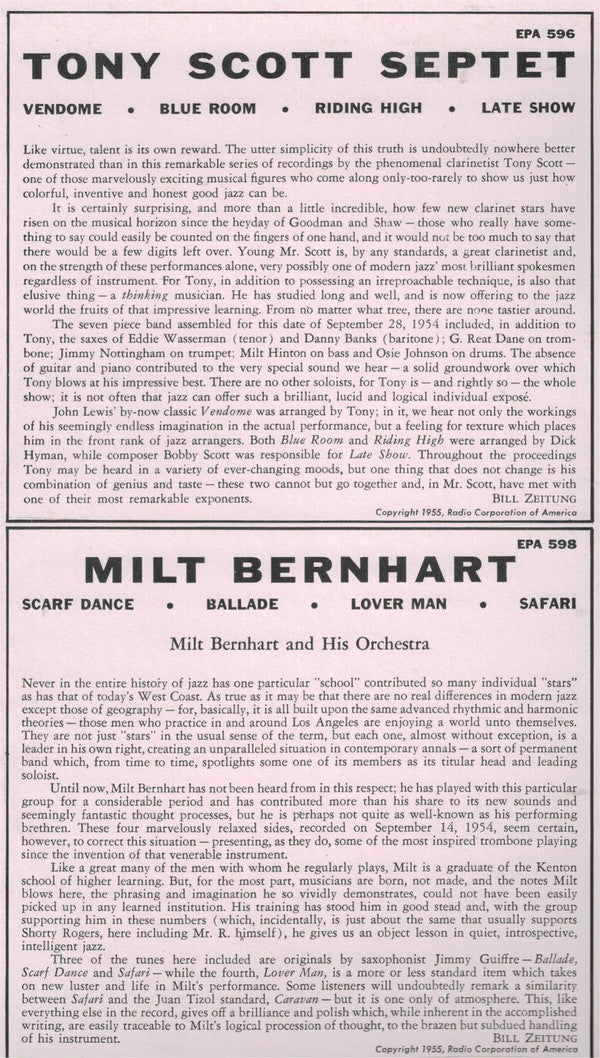 EPA 596
TONY SCOTT SEPTET
VENDOME • BLUE ROOM • RIDING HIGH • LATE SHOW
Like virtue, talent is its own reward. The utter simplicity of this truth is undoubtedly nowhere better
demonstrated than in this remarkable series of recordings by the phenomenal clarinetist Tony Scott —
one of those marvelously exciting musical figures who come along only-too-rarely to show us just how
colorful, inventive and honest good jazz can be.
It is certainly surprising, and more than a little incredible, how few new clarinet stars have
risen on the musical horizon since the heyday of Goodman and Shaw — those who really have some-
thing to say could easily be counted on the fingers of one hand, and it would not be too much to say that
there would be a few digits left over. Young Mr. Scott is, by any standards, a great clarinetist and,
on the strength of these performances alone, very possibly one of modern jazz' most brilliant spokesmen
regardless of instrument. For Tony, in addition to possessing an irreproachable technique, is also that
elusive thing — a thinking musician. He has studied long and well, and is now offering to the jazz
world the fruits of that impressive learning. From no matter what tree, there are none tastier around.
The seven piece band assembled for this date of September 28, 1954 included, in addition to
Tony, the saxes of Eddie Wasserman (tenor) and Danny Banks (baritone); G. Reat Dane on trom-
bone; Jimmy Nottingham on trumpet; Milt Hinton on bass and Osie Johnson on drums. The absence
of guitar and piano contributed to the very special sound we hear — a solid groundwork over which
Tony blows at his impressive best. There are no other soloists, for Tony is — and rightly so — the whole
show; it is not often that jazz can offer such a brilliant, lucid and logical individual exposé.
John Lewis' by-now classic Vendome was arranged by Tony; in it, we hear not only the workings
of his seemingly endless imagination in the actual performance, but a feeling for texture which places
him in the front rank of jazz arrangers. Both Blue Room and Riding High were arranged by Dick
Hyman, while composer Bobby Scott was responsible for Late Show. Throughout the proceedings
Tony may be heard in a variety of ever-changing moods, but one thing that does not change is his
combination of genius and taste — these two cannot but go together and, in Mr. Scott, have met with
one of their most remarkable exponents. BILL ZEITUNG
Copyright 1955, Radio Corporation of America
EPA 598
MILT BERNHART
SCARF DANCE • BALLADE • LOVER MAN • SAFARI
Milt Bernhart and His Orchestra
Never in the entire history of jazz has one particular "school" contributed so many individual "stars"
as has that of today's West Coast. As true as it may be that there are no real differences in modern jazz
except those of geography — for, basically, it is all built upon the same advanced rhythmic and harmonic
theories — those men who practice in and around Los Angeles are enjoying a world unto themselves.
They are not just "stars" in the usual sense of the term, but each one, almost without exception, is a
leader in his own right, creating an unparalleled situation in contemporary annals — a sort of permanent
band which, from time to time, spotlights some one of its members as its titular head and leading
soloist.
Until now, Milt Bernhart has not been heard from in this respect; he has played with this particular
group for a considerable period and has contributed more than his share to its new sounds and
seemingly fantastic thought processes, but he is perhaps not quite as well-known as his performing
brethren. These four marvelously relaxed sides, recorded on September 14, 1954, seem certain,
however, to correct this situation — presenting, as they do, some of the most inspired trombone playing
since the invention of that venerable instrument.
Like a great many of the men with whom he regularly plays, Milt is a graduate of the Kenton
school of higher learning. But, for the most part, musicians are born, not made, and the notes Milt
blows here, the phrasing and imagination he so vividly demonstrates, could not have been easily
picked up in any learned institution. His training has stood him in good stead and, with the group
supporting him in these numbers (which, incidentally, is just about the same that usually supports
Shorty Rogers, here including Mr. R. himself), he gives us an object lesson in quiet, introspective,
intelligent jazz.
Three of the tunes here included are originals by saxophonist Jimmy Guiffre — Ballade,
Scarf Dance and Safari — while the fourth, Lover Man, is a more or less standard item which takes
on new luster and life in Milt's performance. Some listeners will undoubtedly remark a similarity
between Safari and the Juan Tizol standard, Caravan — but it is one only of atmosphere. This, like
everything else in the record, gives off a brilliance and polish which, while inherent in the accomplished
writing, are easily traceable to Milt's logical procession of thought, to the brazen but subdued handling
of his instrument. BILL ZEITUNG
Copyright 1955, Radio Corporation of America